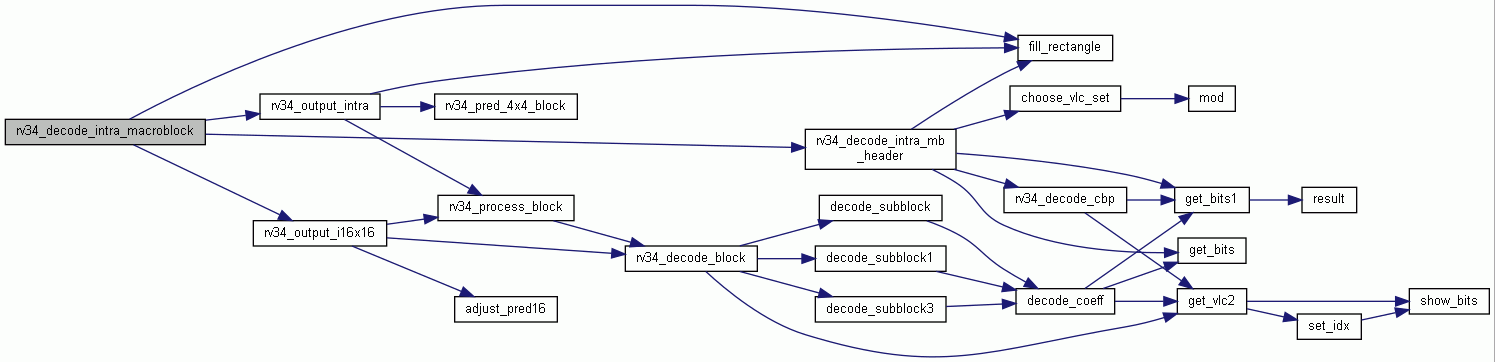 fill_rectangle
choose_vlc_set
mod
rv34_output_intra
rv34_pred_4x4_block
rv34_decode_intra_macroblock
rv34_decode_intra_mb
_header
rv34_process_block
decode_subblock
rv34_decode_cbp
get_bits1
result
rv34_output_i16x16
rv34_decode_block
decode_subblock1
get_bits
adjust_pred16
decode_subblock3
decode_coeff
get_vlc2
show_bits
set_idx